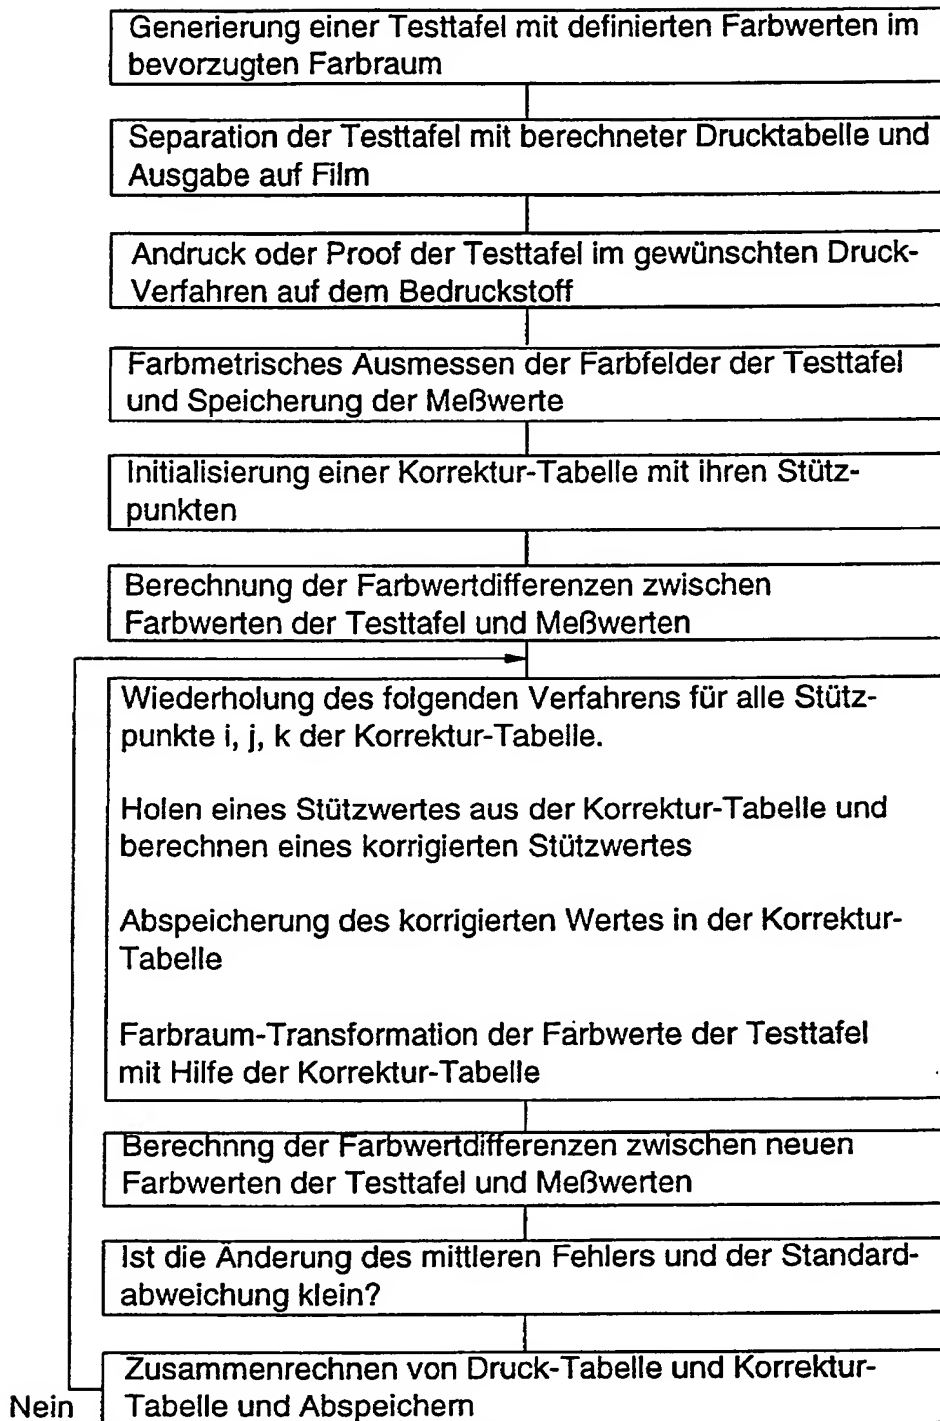 Generierung einer Testtafel mit definierten Farbwerten im
bevorzugten Farbraum
Separation der Testtafel mit berechneter Drucktabelle und
Ausgabe auf Film
Andruck oder Proof der Testtafel im gewünschten Druck-
Verfahren auf dem Bedruckstoff
Farbmetrisches Ausmessen der Farbfelder der Testtafel
und Speicherung der Meßwerte
Initialisierung einer Korrektur-Tabelle mit ihren Stütz-
punkten
Berechnung der Farbwertdifferenzen zwischen
Farbwerten der Testtafel und Meßwerten
Wiederholung des folgenden Verfahrens für alle Stütz-
punkte i, j, k der Korrektur-Tabelle.
Holen eines Stützwertes aus der Korrektur-Tabelle und
berechnen eines korrigierten Stützwertes
Abspeicherung des korrigierten Wertes in der Korrektur-
Tabelle
Farbraum-Transformation der Farbwerte der Testtafel
mit Hilfe der Korrektur-Tabelle
Berechnng der Farbwertdifferenzen zwischen neuen
Farbwerten der Testtafel und Meßwerten
Ist die Änderung des mittleren Fehlers und der Standard-
abweichung klein?
Zusammenrechnen von Druck-Tabelle und Korrektur-
Nein Tabelle und Abspeichern